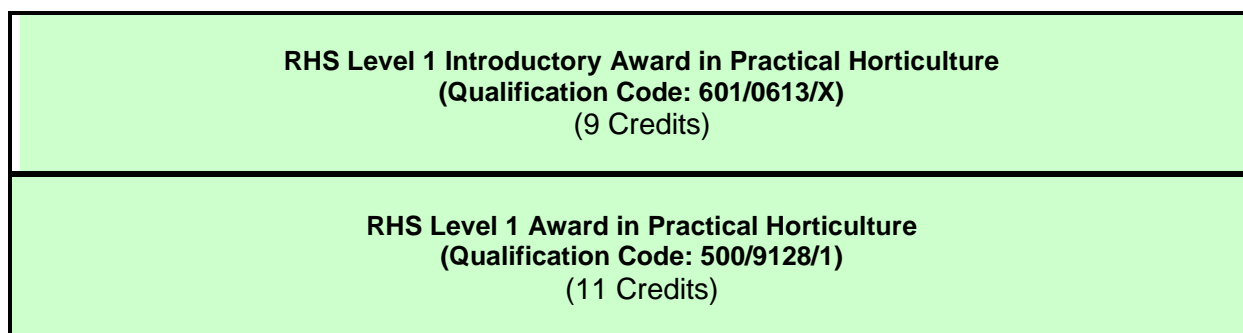 RHS Level 1 Introductory Award in Practical Horticulture
(Qualification Code: 601/0613/X)
(9 Credits)
RHS Level 1 Award in Practical Horticulture
(Qualification Code: 500/9128/1)
(11 Credits)